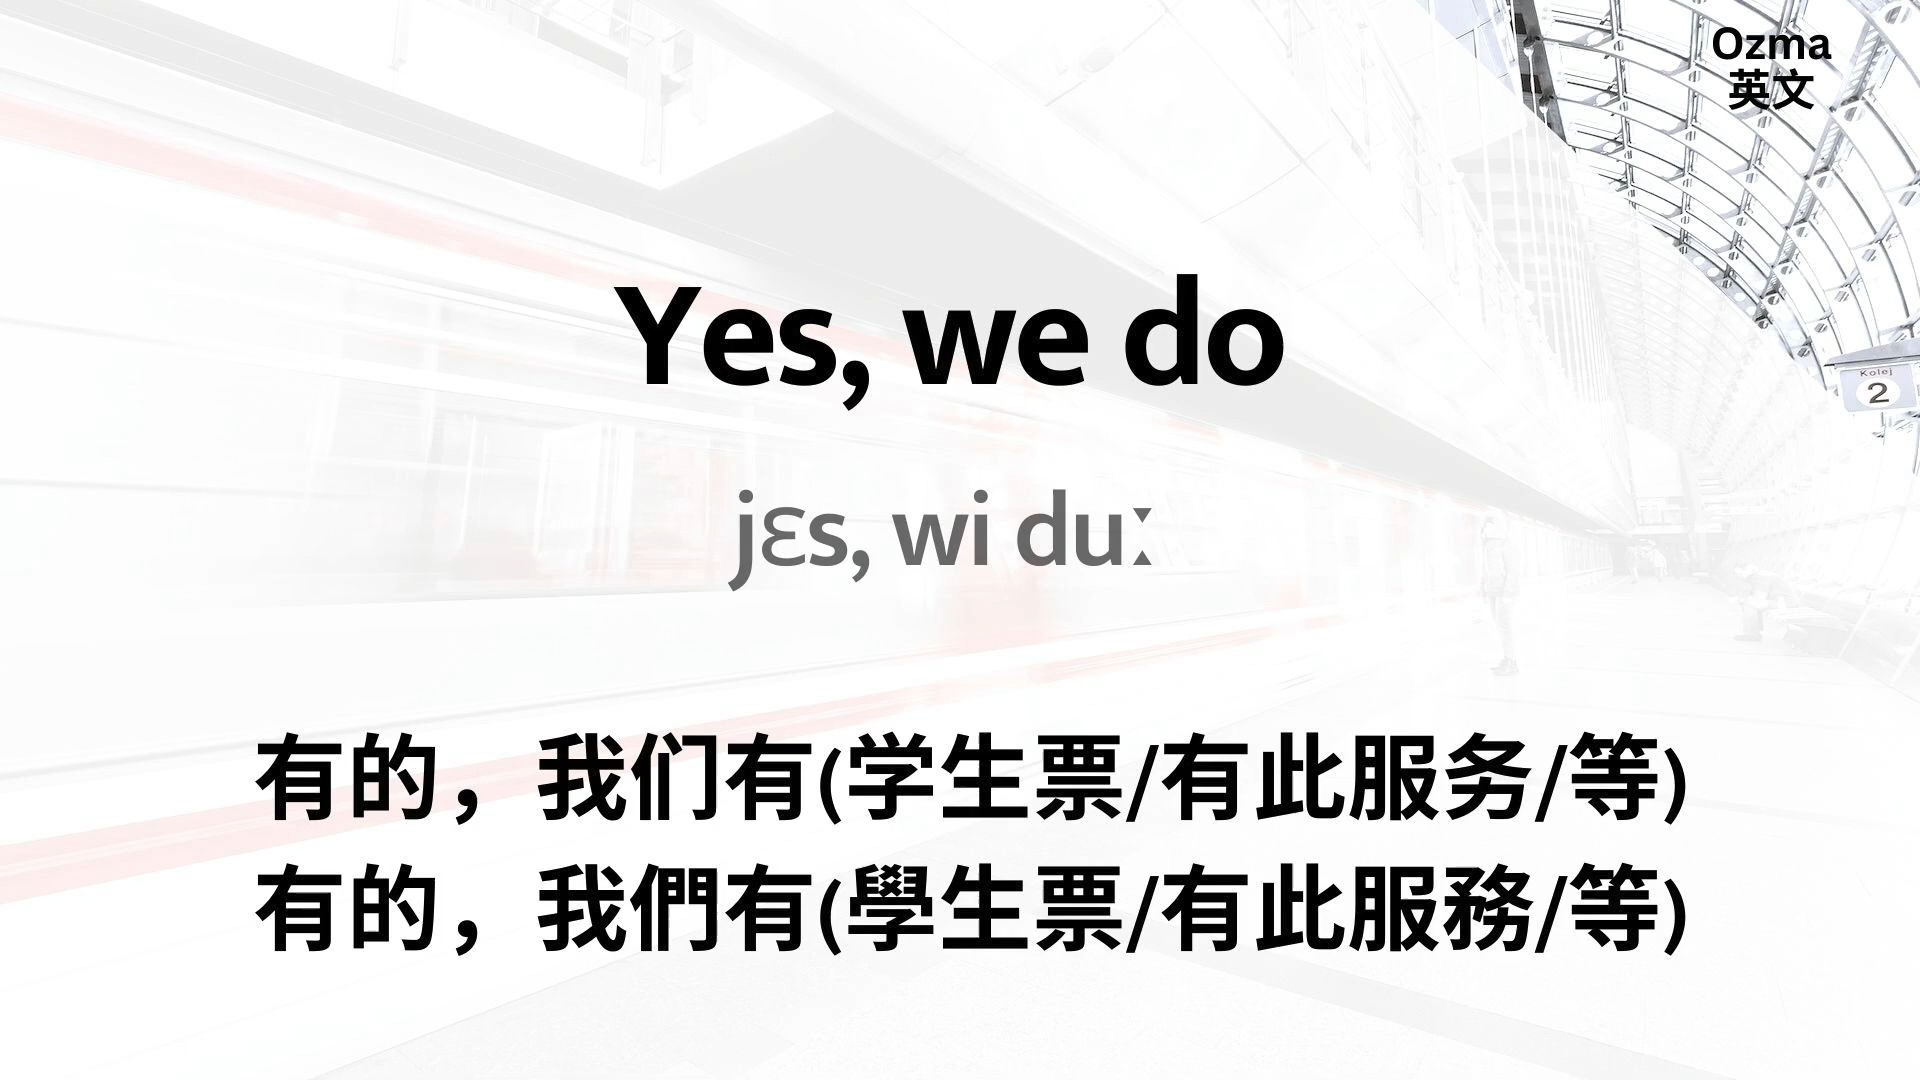 Ozma
英文
Yes, we do
jɛs, wi duː
Kolej
2
有的，我们有(学生票/有此服务/等)
有的，我們有(學生票/有此服務/等)